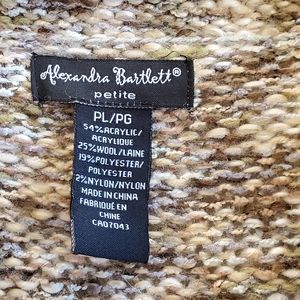 Alexandra Bartlett®
petite
PL/PG
54%ACRYLIC/
ACRYLIQUE
25%WOOL/LAINE
19%POLYESTER/
POLYESTER
2%NYLON/NYLON
MADE IN CHINA
FABRIQUÉ EN
CHINE
CA07043